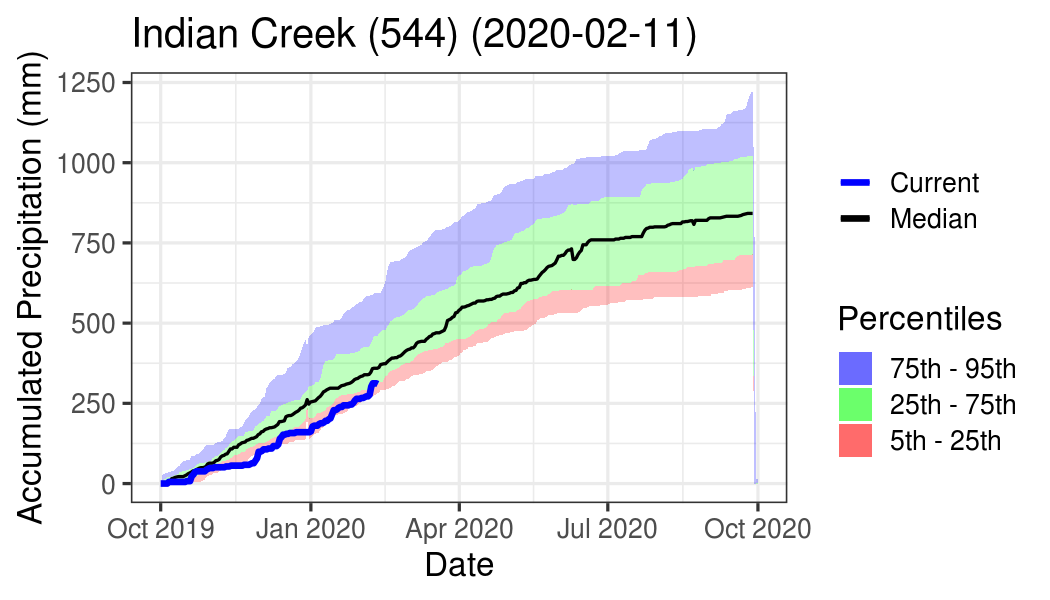 Indian Creek (544) (2020-02-11)
Accumulated Precipitation (mm)
1250
1000
750
500
250
0
Oct 2019
Jan 2020
Apr 2020
Jul 2020
Oct 2020
Date
Current
Median
Percentiles
75th - 95th
25th - 75th
5th - 25th